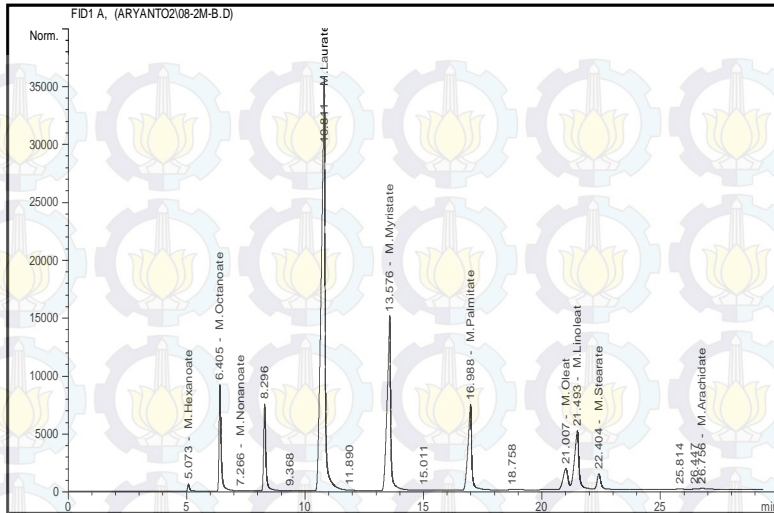 FID1 A, (ARYANTO2\08-2M-B.D)
Norm.
35000
30000
25000
20000
15000
10000
5000
0
0
5
10
15
20
25
min
5.073 - M.Hexanoate
6.405 - M.Octanoate
7.266 - M.Nonanoate
8.296
9.368
10.811 - M.Laurate
11.890
13.576 - M.Myristate
15.011
16.988 - M.Palmitate
18.758
21.007 - M.Oleat
21.493 - M.Linoleat
22.404 - M.Stearate
25.814
26.447
26.756 - M.Arachidate